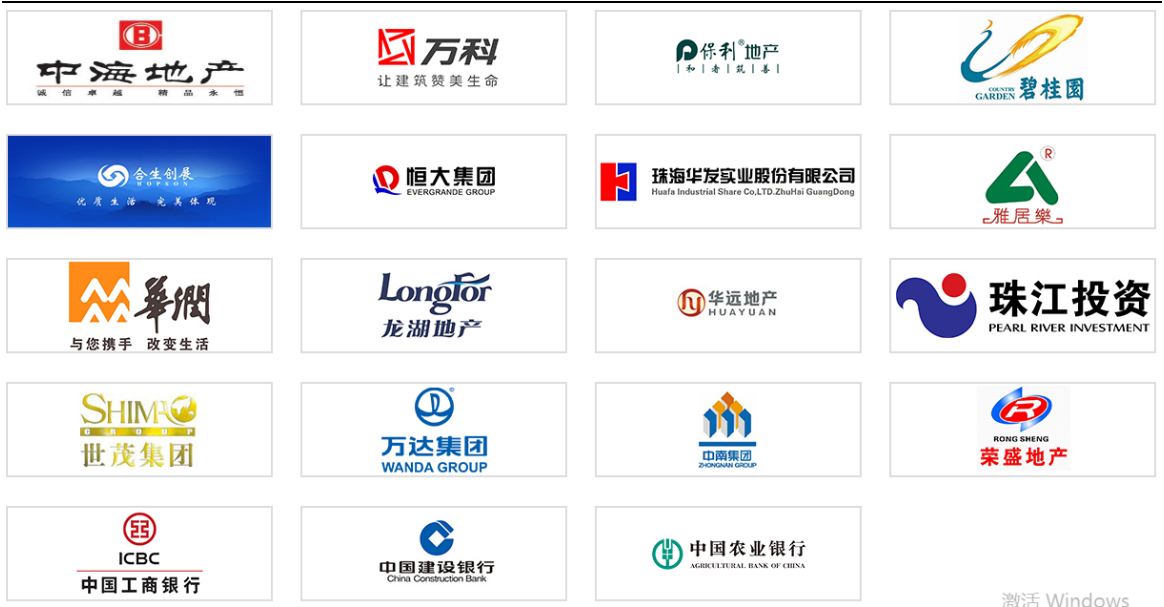 中海地产
诚信卓越 精品永恒
万科
让建筑赞美生命
保利®地产
|和|者|筑|善|
COUNTRY
GARDEN 碧桂園
合生创展
HOPSON
优质生活 完美体现
恒大集团
EVERGRANDE GROUP
珠海华发实业股份有限公司
Huafa Industrial Share Co,LTD.ZhuHai GuangDong
®
雅居樂
華潤
与您携手 改变生活
Longfor
龙湖地产
华远地产
HUAYUAN
珠江投资
PEARL RIVER INVESTMENT
SHIMAO
GROUP
世茂集团
®
万达集团
WANDA GROUP
中南集团
ZHONGNAN GROUP
R
RONG SHENG
荣盛地产
ICBC
中国工商银行
中国建设银行
China Construction Bank
中国农业银行
AGRICULTURAL BANK OF CHINA
激活 Windows